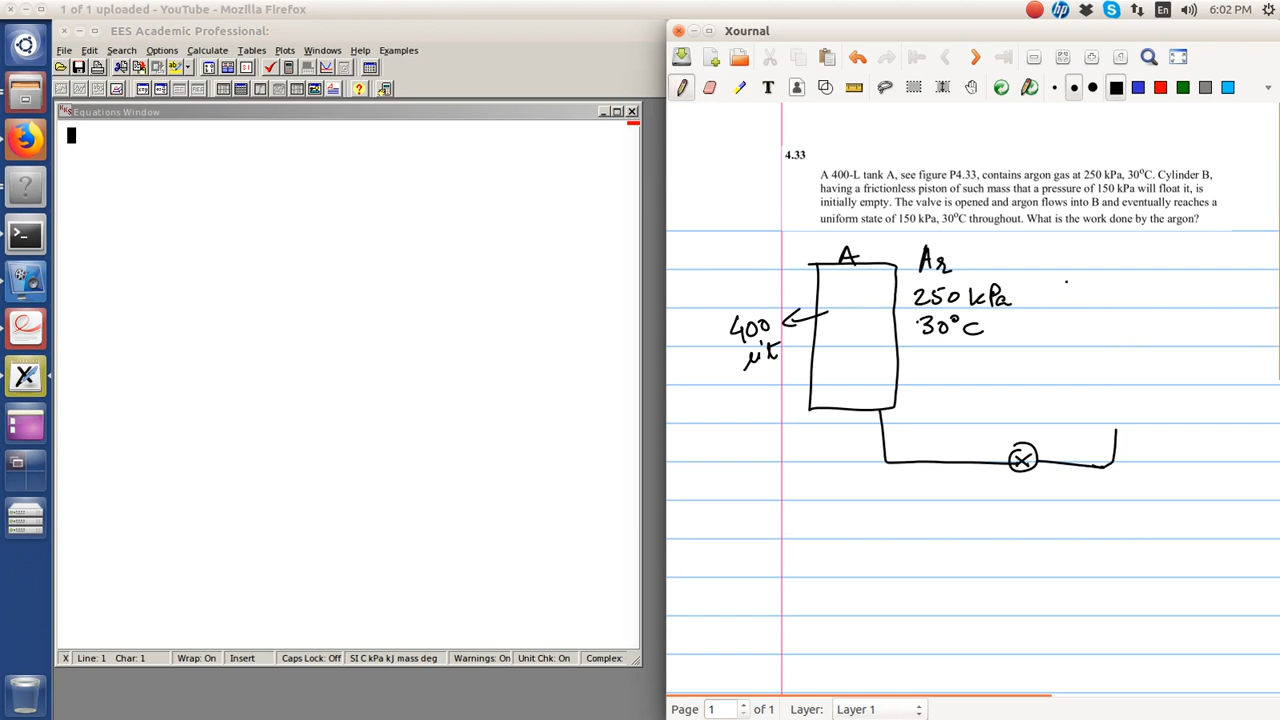 1 of 1 uploaded - YouTube - Mozilla Firefox
En
6:02 PM
EES Academic Professional:
File Edit Search Options Calculate Tables Plots Windows Help Examples
Equations Window
X Line: 1 Char: 1 Wrap: On Insert Caps Lock: Off SI C kPa kJ mass deg Warnings: On Unit Chk: On Complex
Xournal
4.33
A 400-L tank A, see figure P4.33, contains argon gas at 250 kPa, 30°C. Cylinder B,
having a frictionless piston of such mass that a pressure of 150 kPa will float it, is
initially empty. The valve is opened and argon flows into B and eventually reaches a
uniform state of 150 kPa, 30°C throughout. What is the work done by the argon?
A
Ar
250 kPa
30°C
400
lit
Page 1 of 1 Layer: Layer 1